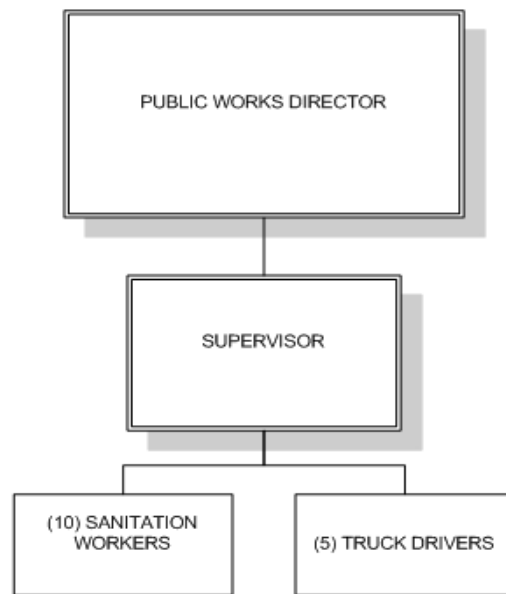 PUBLIC WORKS DIRECTOR
SUPERVISOR
(10) SANITATION
WORKERS
(5) TRUCK DRIVERS